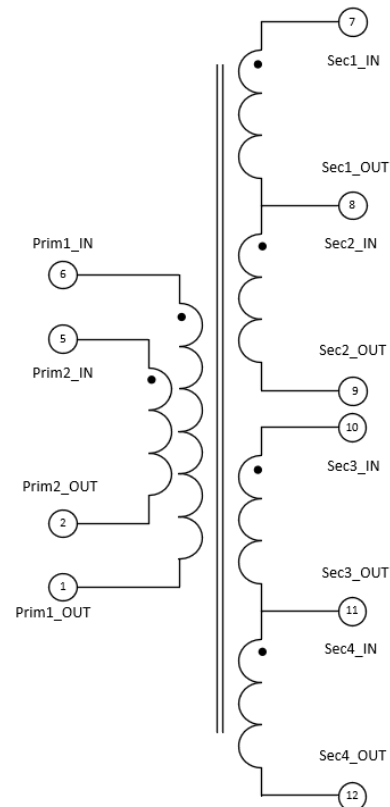 7
Sec1_IN
Sec1_OUT
8
Sec2_IN
Prim1_IN
6
5
Prim2_IN
Sec2_OUT
9
10
Sec3_IN
Prim2_OUT
2
Sec3_OUT
1
11
Prim1_OUT
Sec4_IN
Sec4_OUT
12